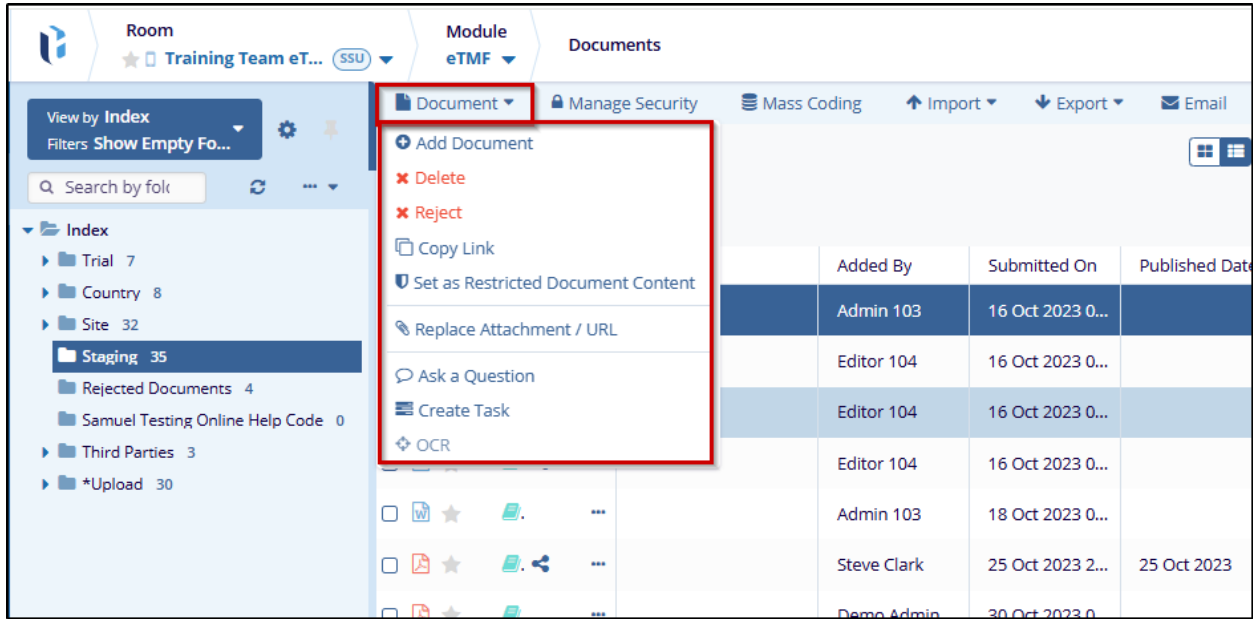 Room
Training Team eT... SSU
Module
eTMF
Documents
View by Index
Filters Show Empty Fo...
Search by fol
Index
Trial 7
Country 8
Site 32
Staging 35
Rejected Documents 4
Samuel Testing Online Help Code 0
Third Parties 3
*Upload 30
Document
Manage Security
Mass Coding
Import
Export
Email
Add Document
Delete
Reject
Copy Link
Set as Restricted Document Content
Replace Attachment / URL
Ask a Question
Create Task
OCR
Added By Submitted On Published Date
Admin 103 16 Oct 2023 0...
Editor 104 16 Oct 2023 0...
Editor 104 16 Oct 2023 0...
Editor 104 16 Oct 2023 0...
Admin 103 18 Oct 2023 0...
Steve Clark 25 Oct 2023 2... 25 Oct 2023
Demo Admin 30 Oct 2023 0...